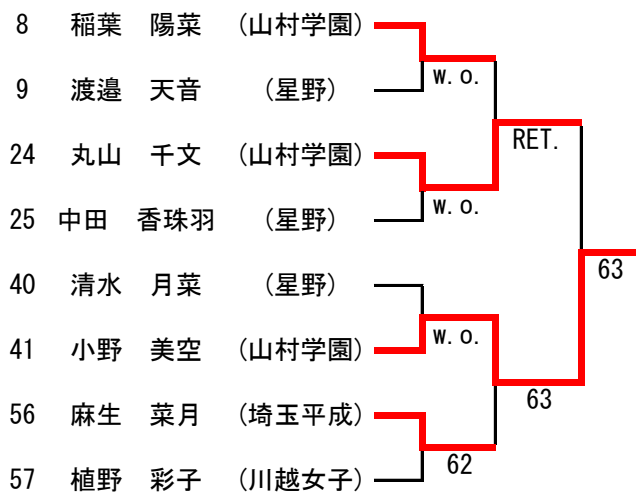 8 稲葉 陽菜 (山村学園)
W.O.
9 渡邉 天音 (星野)
RET.
24 丸山 千文 (山村学園)
W.O.
25 中田 香珠羽 (星野)
63
40 清水 月菜 (星野)
W.O.
41 小野 美空 (山村学園)
63
56 麻生 菜月 (埼玉平成)
62
57 植野 彩子 (川越女子)